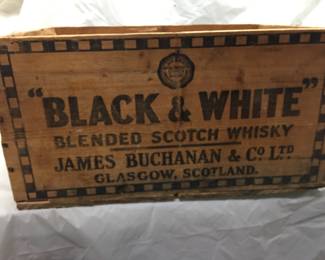 "BLACK & WHITE"
BLENDED SCOTCH WHISKY
JAMES BUCHANAN & Cº LTD
GLASGOW, SCOTLAND.